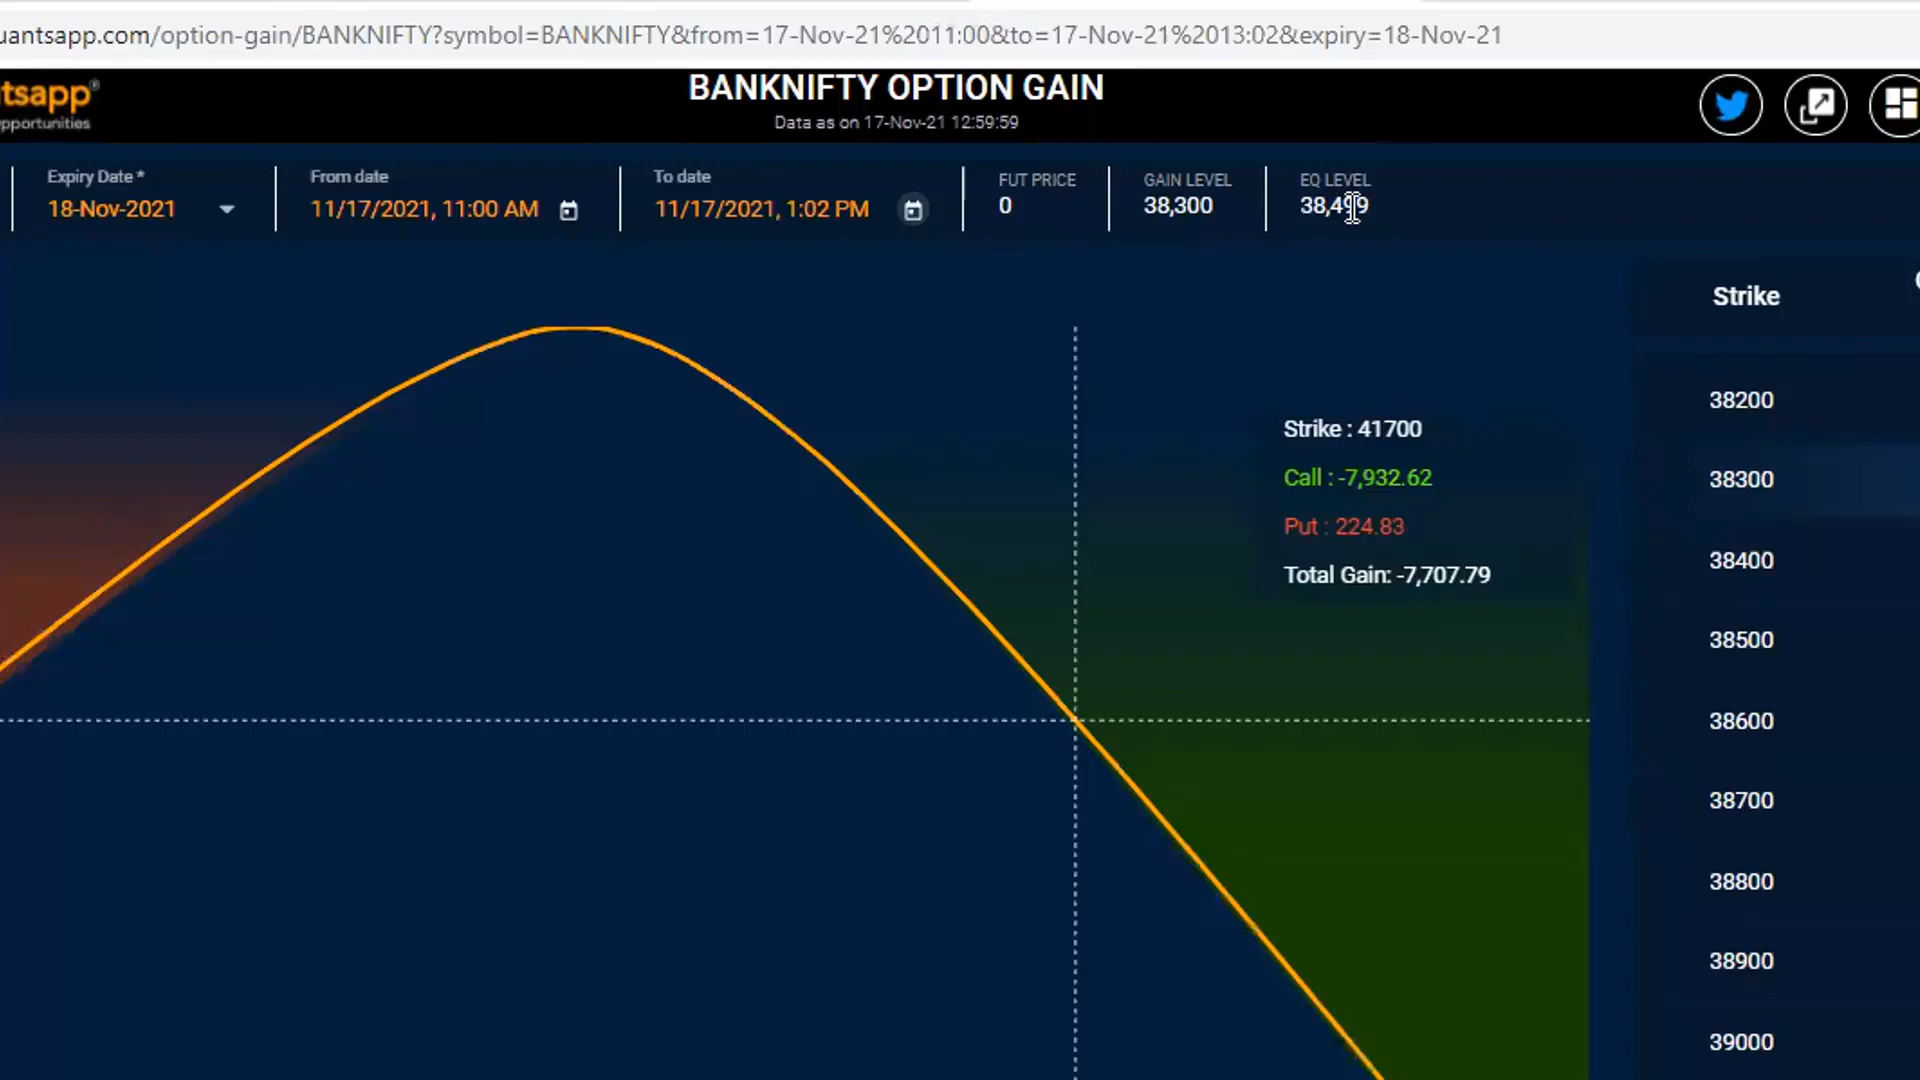 uantsapp.com/option-gain/BANKNIFTY?symbol=BANKNIFTY&from=17-Nov-21%2011:00&to=17-Nov-21%2013:02&expiry=18-Nov-21
tsapp®
pportunities
BANKNIFTY OPTION GAIN
Data as on 17-Nov-21 12:59:59
Expiry Date *
18-Nov-2021
From date
11/17/2021, 11:00 AM
To date
11/17/2021, 1:02 PM
FUT PRICE
0
GAIN LEVEL
38,300
EQ LEVEL
Strike : 41700
Call : -7,932.62
Put : 224.83
Total Gain: -7,707.79
Strike
38200
38300
38400
38500
38600
38700
38800
38900
39000